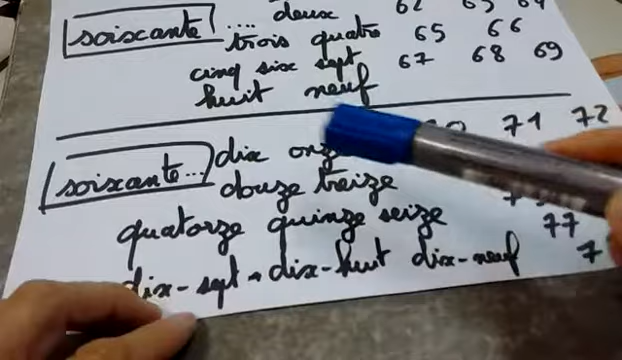 .... deux 62 63 64
soixante trois quatre 65 66
cinq six sept 67 68 69
huit neuf
dix 71 72
soixante... douze treize
quatorze quinze seize 77
dix-sept dix-huit dix-neuf